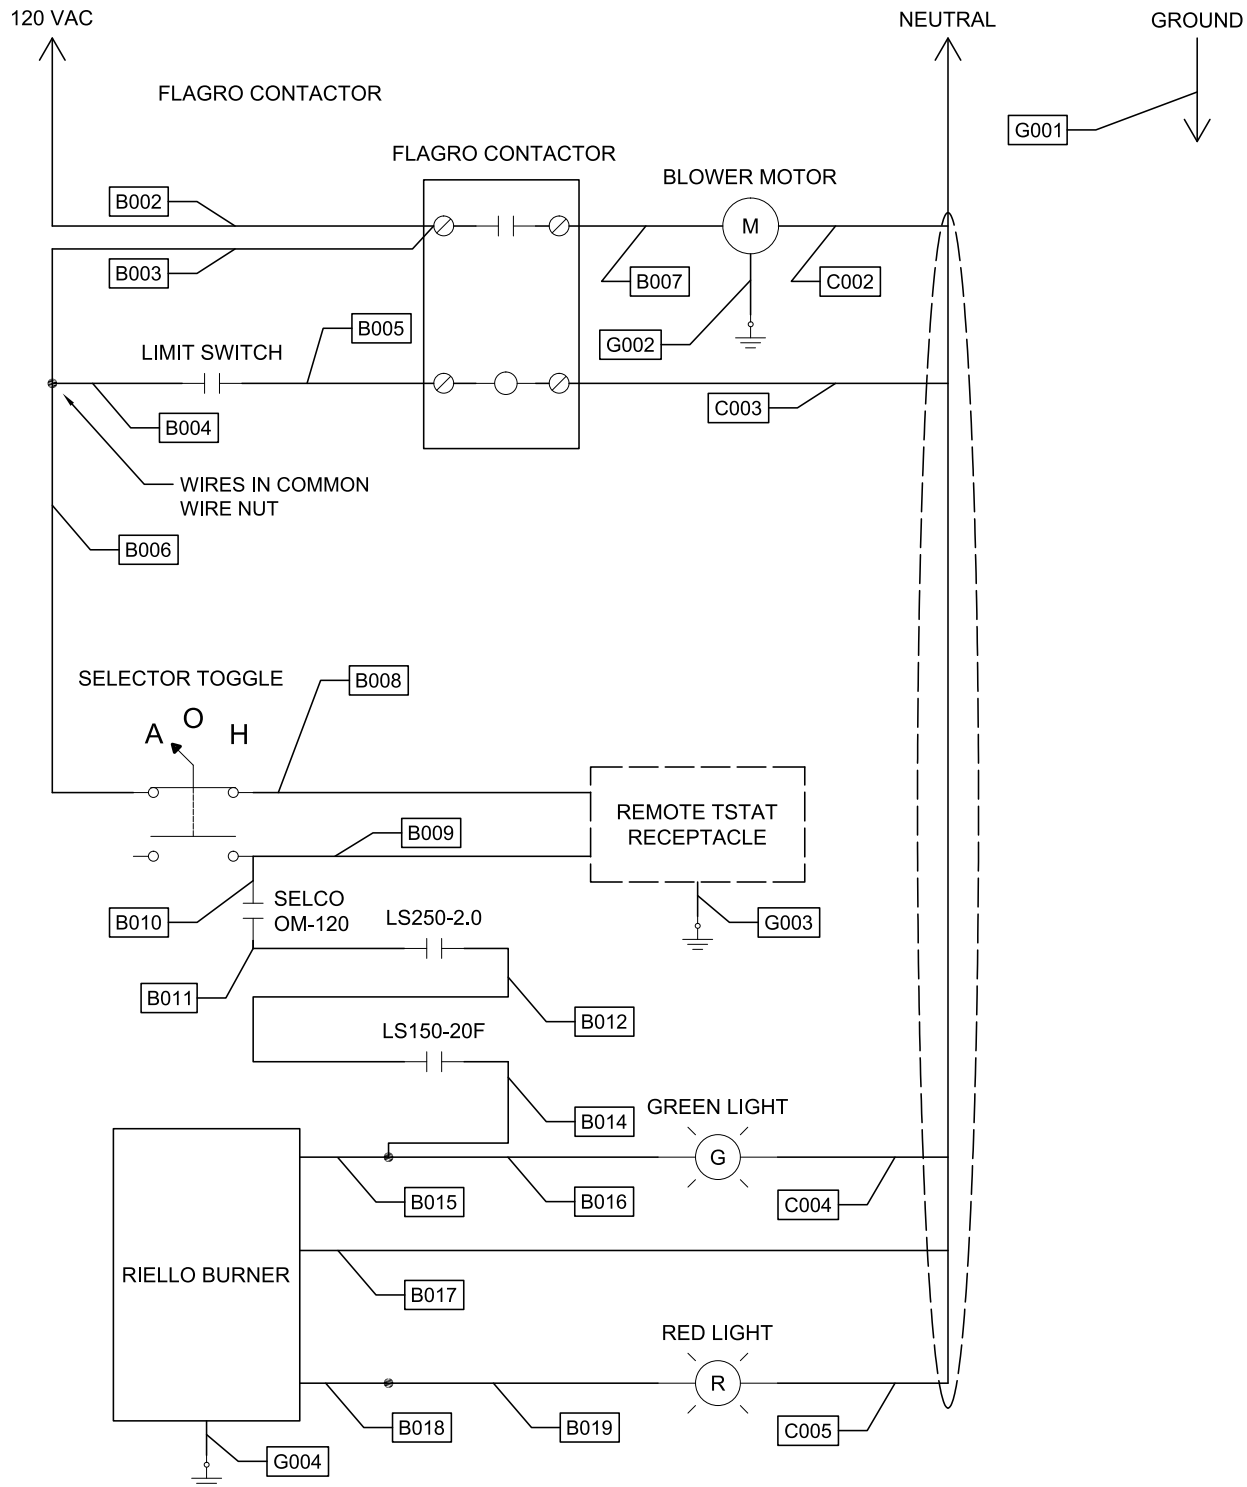 120 VAC
NEUTRAL
GROUND
FLAGRO CONTACTOR
G001
FLAGRO CONTACTOR
BLOWER MOTOR
B002
M
B003
B007
C002
B005
G002
LIMIT SWITCH
C003
B004
WIRES IN COMMON
WIRE NUT
B006
SELECTOR TOGGLE
B008
A O H
REMOTE TSTAT
RECEPTACLE
B009
SELCO
OM-120
B010
LS250-2.0
G003
B011
B012
LS150-20F
B014
GREEN LIGHT
G
B015
B016
C004
RIELLO BURNER
B017
RED LIGHT
R
B018
B019
C005
G004